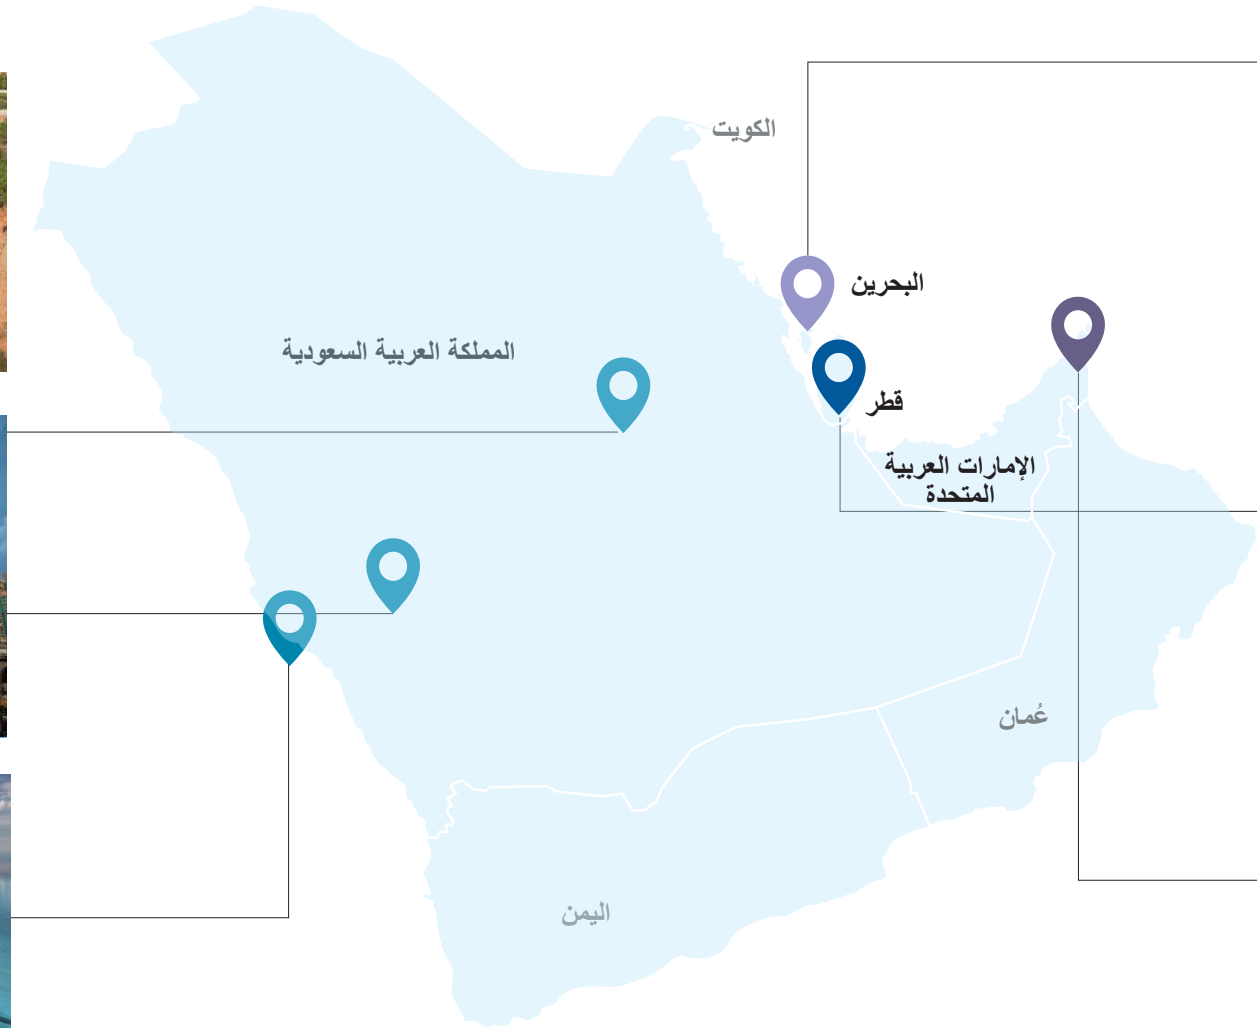 الكويت
البحرين
المملكة العربية السعودية
قطر
الإمارات العربية
المتحدة
عُمان
اليمن